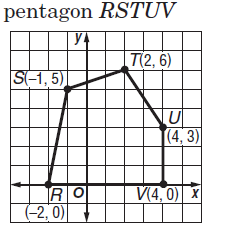 pentagon RSTUV
y
T(2, 6)
S(−1, 5)
U
(4, 3)
R O V(4, 0) x
(−2, 0)